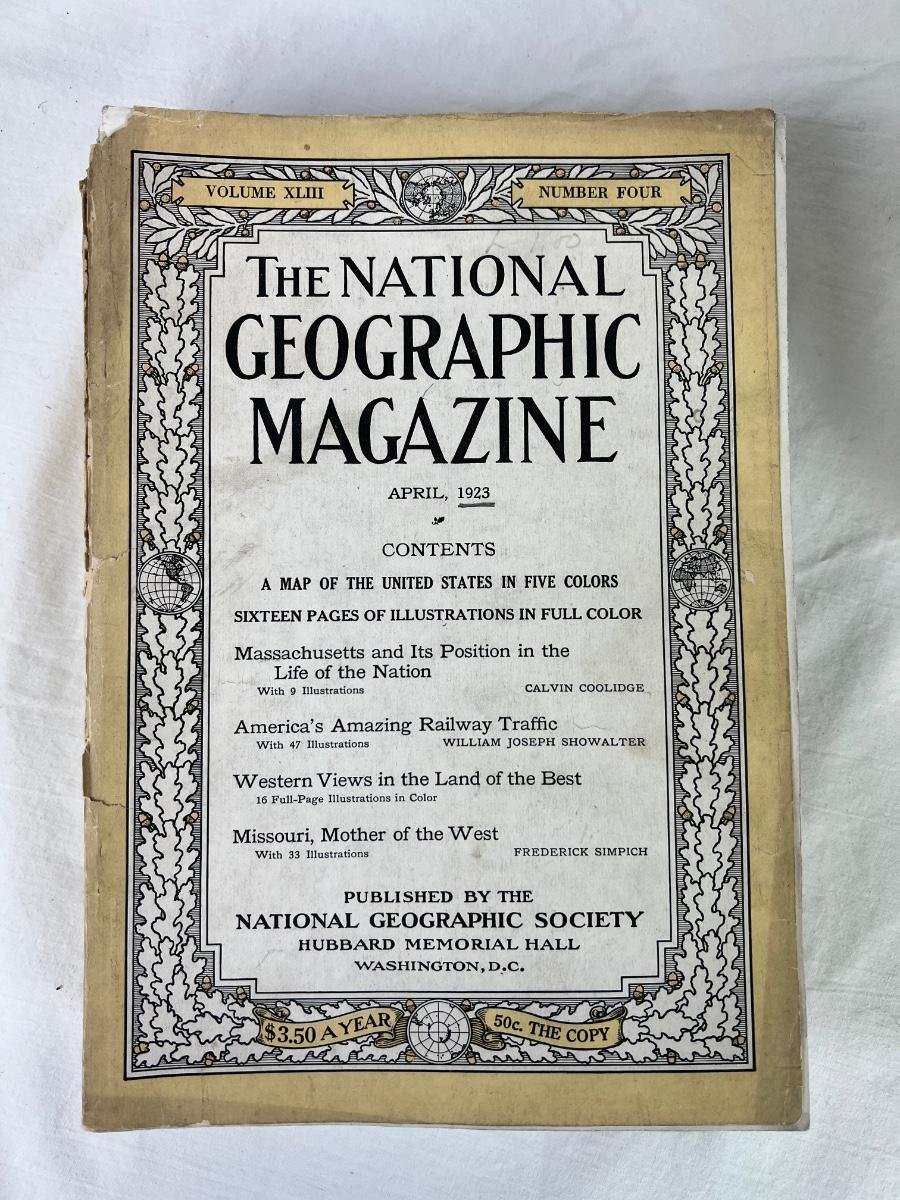 VOLUME XLIII
NUMBER FOUR
THE NATIONAL
GEOGRAPHIC
MAGAZINE
APRIL, 1923
CONTENTS
A MAP OF THE UNITED STATES IN FIVE COLORS
SIXTEEN PAGES OF ILLUSTRATIONS IN FULL COLOR
Massachusetts and Its Position in the
Life of the Nation
With 9 Illustrations CALVIN COOLIDGE
America's Amazing Railway Traffic
With 47 Illustrations WILLIAM JOSEPH SHOWALTER
Western Views in the Land of the Best
16 Full-Page Illustrations in Color
Missouri, Mother of the West
With 33 Illustrations FREDERICK SIMPICH
PUBLISHED BY THE
NATIONAL GEOGRAPHIC SOCIETY
HUBBARD MEMORIAL HALL
WASHINGTON, D.C.
$3.50 A YEAR
50c. THE COPY